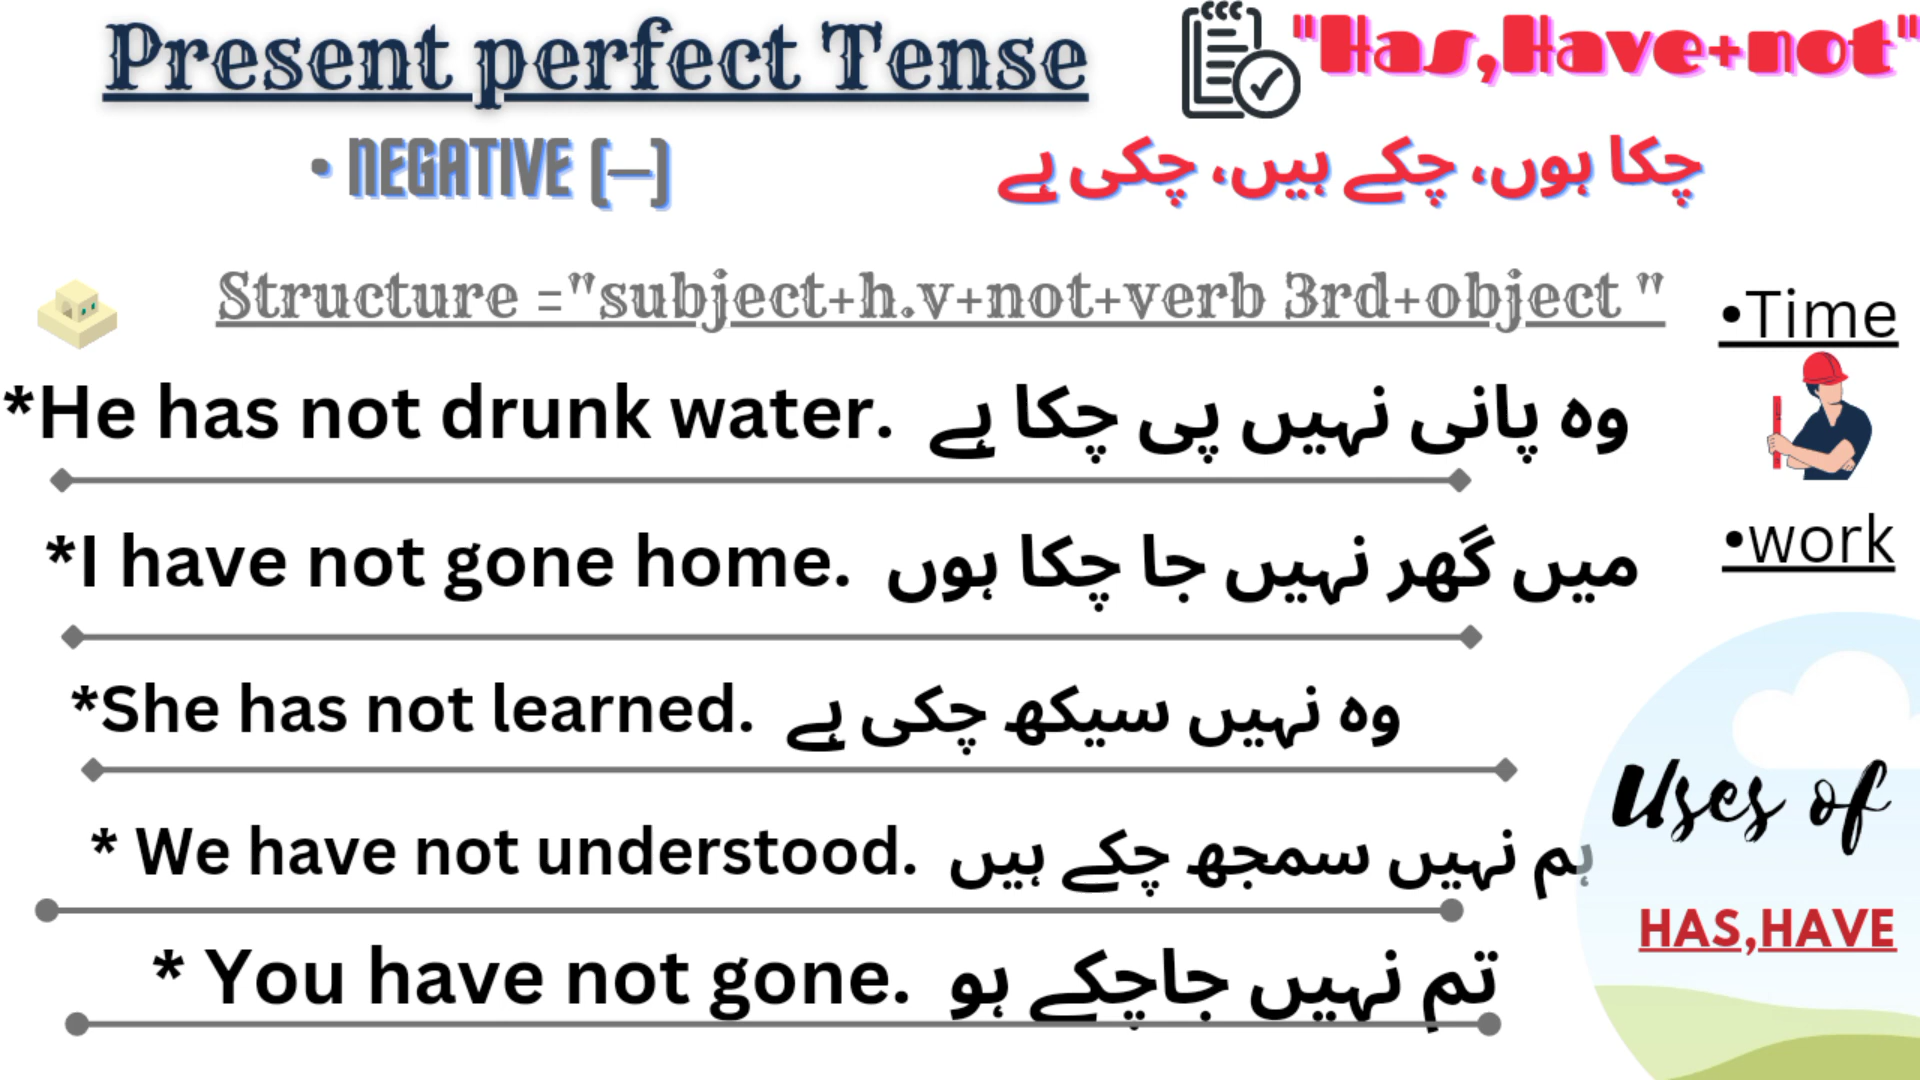 Present perfect Tense
"Has,Have+not"
• NEGATIVE (—)
چکا ہوں، چکے ہیں، چکی ہے
Structure ="subject+h.v+not+verb 3rd+object "
•Time
*He has not drunk water. وہ پانی نہیں پی چکا ہے
*I have not gone home. میں گھر نہیں جا چکا ہوں
•work
*She has not learned. وہ نہیں سیکھ چکی ہے
* We have not understood. ہم نہیں سمجھ چکے ہیں
Uses of
HAS,HAVE
* You have not gone. تم نہیں جاچکے ہو